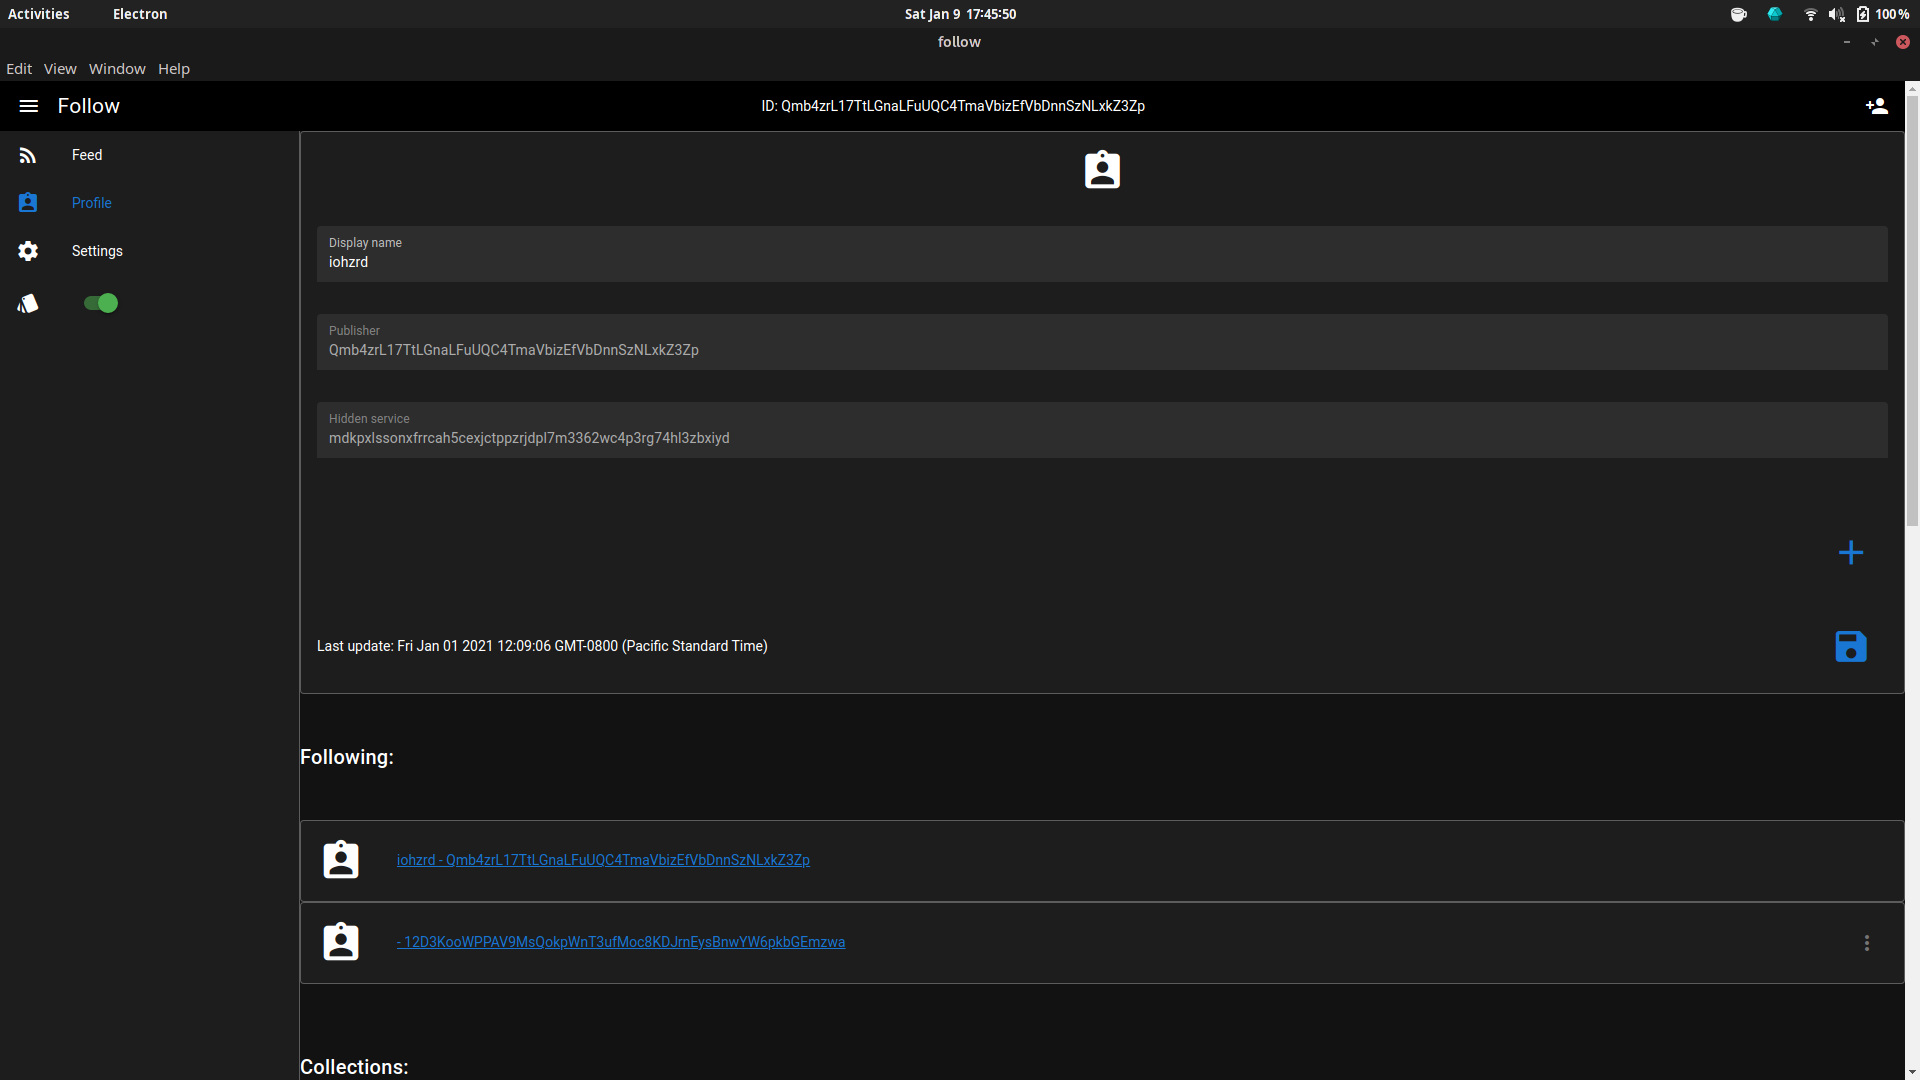 Activities Electron Sat Jan 9 17:45:50 100%
follow
Edit View Window Help
Follow ID: Qmb4zrL17TtLGnaLFuUQC4TmaVbizEfVbDnnSzNLxkZ3Zp
Feed
Profile
Settings
Display name
iohzrd
Publisher
Qmb4zrL17TtLGnaLFuUQC4TmaVbizEfVbDnnSzNLxkZ3Zp
Hidden service
mdkpxlssonxfrrcah5cexjctppzrjdpl7m3362wc4p3rg74hl3zbxiyd
Last update: Fri Jan 01 2021 12:09:06 GMT-0800 (Pacific Standard Time)
Following:
iohzrd - Qmb4zrL17TtLGnaLFuUQC4TmaVbizEfVbDnnSzNLxkZ3Zp
- 12D3KooWPPAV9MsQokpWnT3ufMoc8KDJrnEysBnwYW6pkbGEmzwa
Collections: